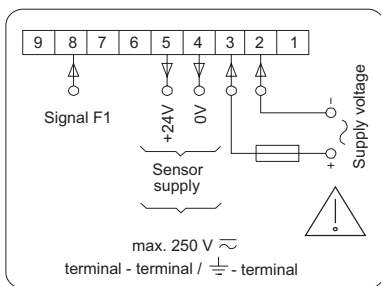 9 8 7 6 5 4 3 2 1
Signal F1
+24V
0V
Sensor
supply
−
+
Supply voltage
max. 250 V ⎓
terminal - terminal / ⏚ - terminal